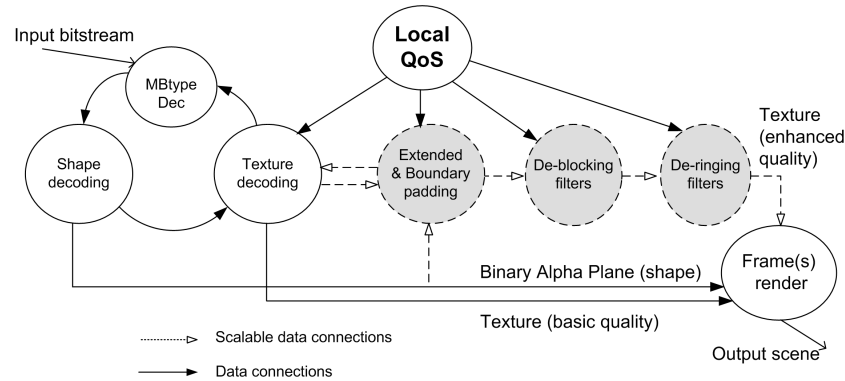 Input bitstream
Local
QoS
MBtype
Dec
Texture
(enhanced
quality)
Shape
decoding
Texture
decoding
Extended
& Boundary
padding
De-blocking
filters
De-ringing
filters
Frame(s)
render
Binary Alpha Plane (shape)
Texture (basic quality)
Output scene
Scalable data connections
Data connections